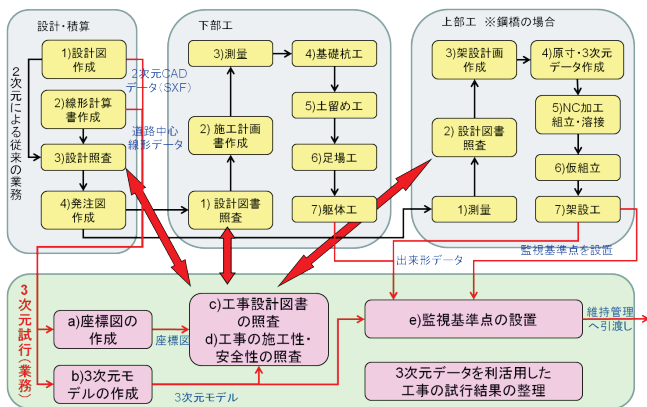 設計・積算
2次元による従来の業務
1)設計図
作成
2)線形計算
書作成
3)設計照査
4)発注図
作成
2次元CAD
データ(SXF)
道路中心
線形データ
下部工
3)測量
2)施工計画
書作成
1)設計図書
照査
4)基礎杭工
5)土留め工
6)足場工
7)躯体工
上部工 ※鋼橋の場合
3)架設計画
作成
2)設計図書
照査
1)測量
4)原寸・3次元
データ作成
5)NC加工
組立・溶接
6)仮組立
7)架設工
出来形データ
監視基準点を設置
3次元試行(業務)
a)座標図の
作成
座標図
b)3次元モ
デルの作成
3次元モデル
c)工事設計図書
の照査
d)工事の施工性・
安全性の照査
e)監視基準点の設置
維持管理
へ引渡し
3次元データを利活用した
工事の試行結果の整理